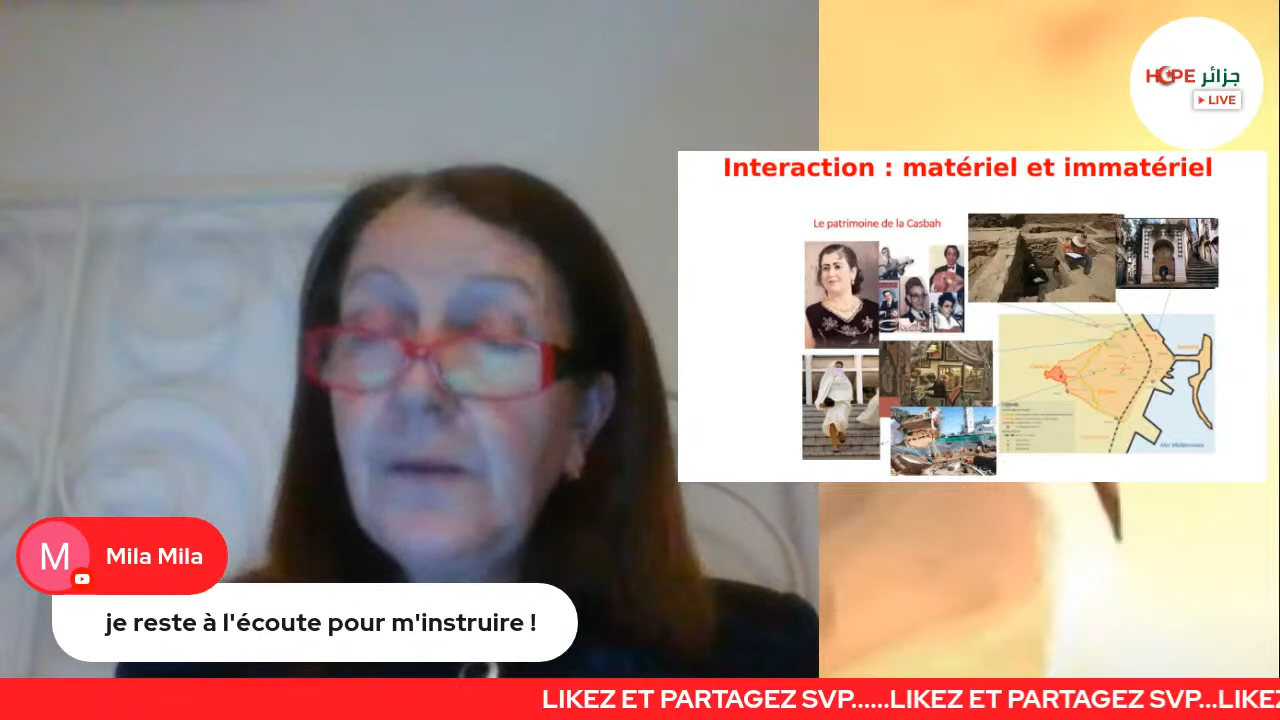 HOPE جزائر
LIVE
Interaction : matériel et immatériel
Le patrimoine de la Casbah
M
Mila Mila
je reste à l'écoute pour m'instruire !
LIKEZ ET PARTAGEZ SVP......LIKEZ ET PARTAGEZ SVP...LIKEZ